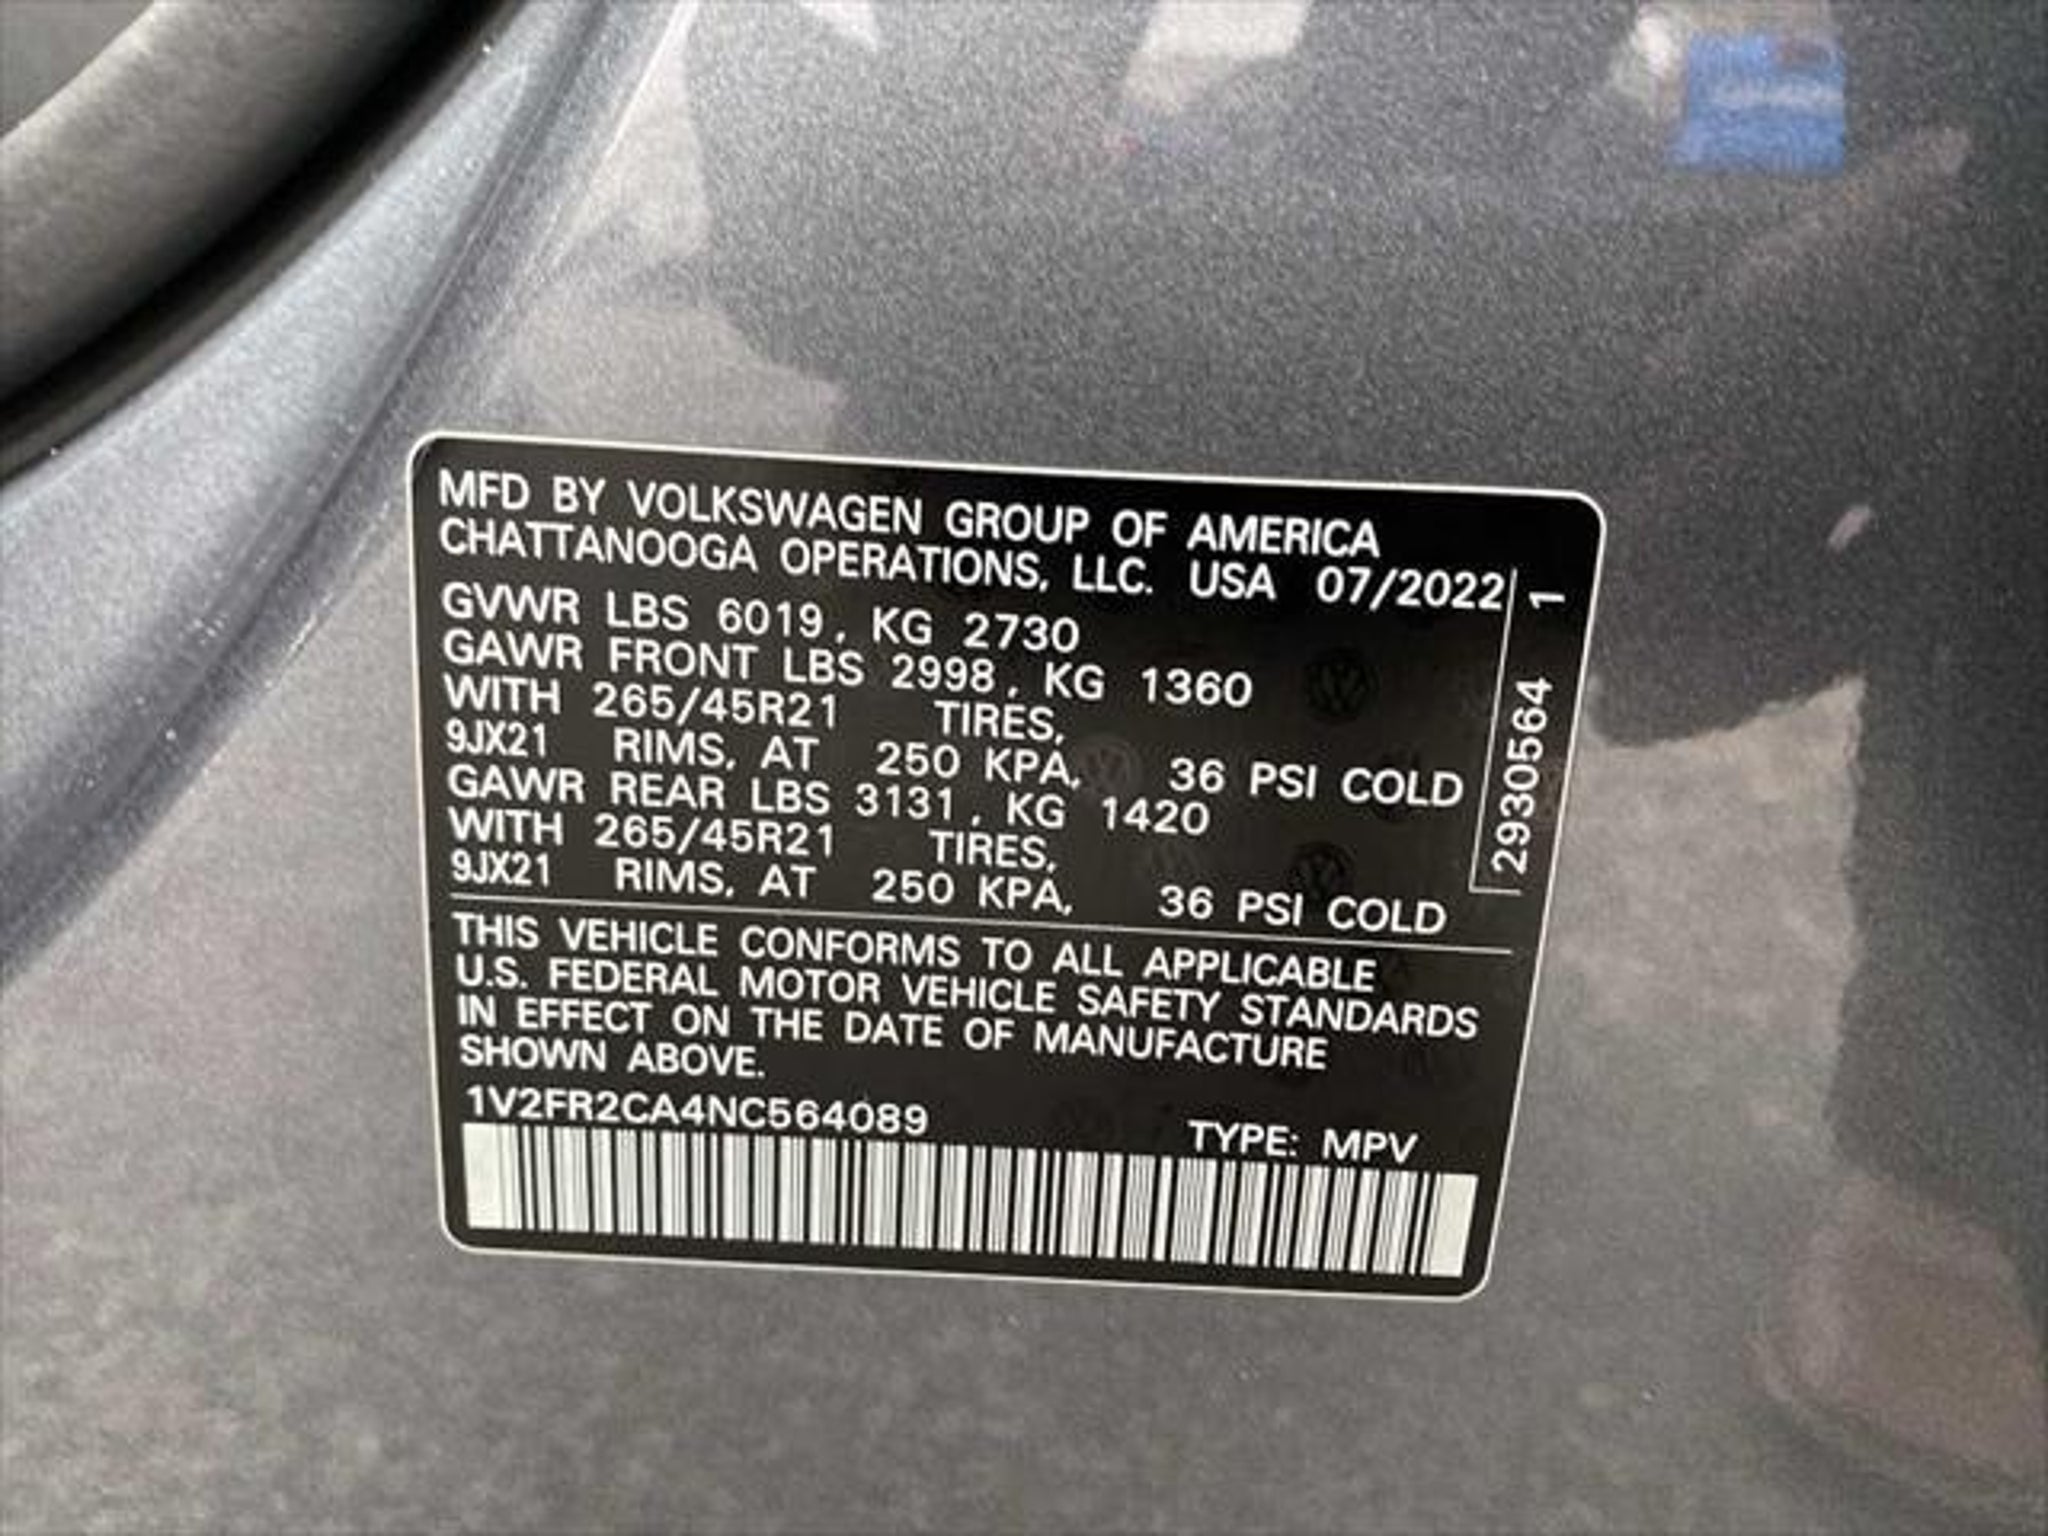 MFD BY VOLKSWAGEN GROUP OF AMERICA
CHATTANOOGA OPERATIONS, LLC. USA 07/2022
GVWR LBS 6019, KG 2730
GAWR FRONT LBS 2998, KG 1360
WITH 265/45R21 TIRES,
9JX21 RIMS, AT 250 KPA, 36 PSI COLD
GAWR REAR LBS 3131, KG 1420
WITH 265/45R21 TIRES,
9JX21 RIMS, AT 250 KPA, 36 PSI COLD
THIS VEHICLE CONFORMS TO ALL APPLICABLE
U.S. FEDERAL MOTOR VEHICLE SAFETY STANDARDS
IN EFFECT ON THE DATE OF MANUFACTURE
SHOWN ABOVE.
1V2FR2CA4NC564089 TYPE: MPV
2930564 1